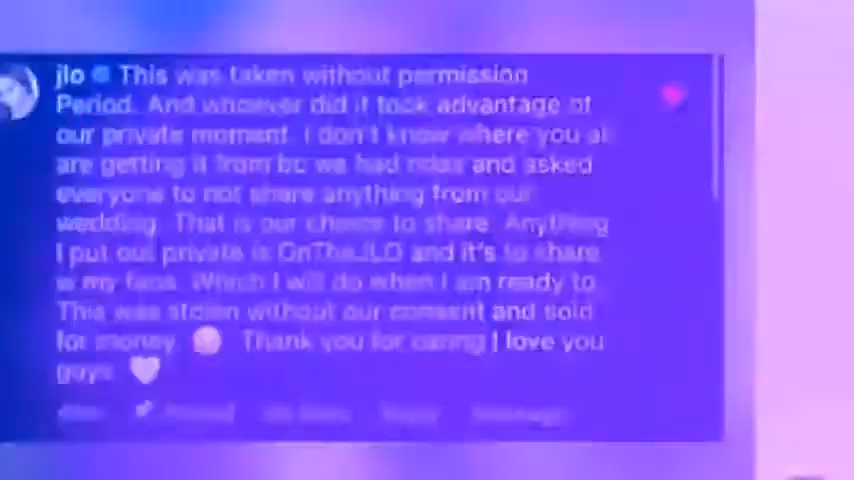 jlo This was taken without permission
Period. And whoever did it took advantage of
our private moment. I don't know where you al
are getting it from bc we had ndas and asked
everyone to not share anything from our
wedding. That is our choice to share. Anything
I put out private is OnTheJLO and it's to share
w my fans. Which I will do when I am ready to.
This was stolen without our consent and sold
for money. Thank you for caring I love you
guys